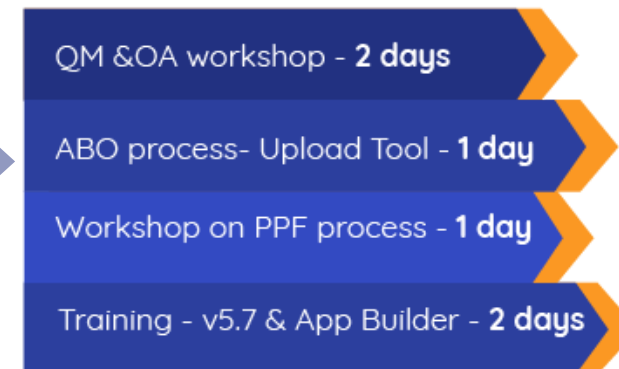 QM &OA workshop - 2 days
ABO process- Upload Tool - 1 day
Workshop on PPF process - 1 day
Training - v5.7 & App Builder - 2 days